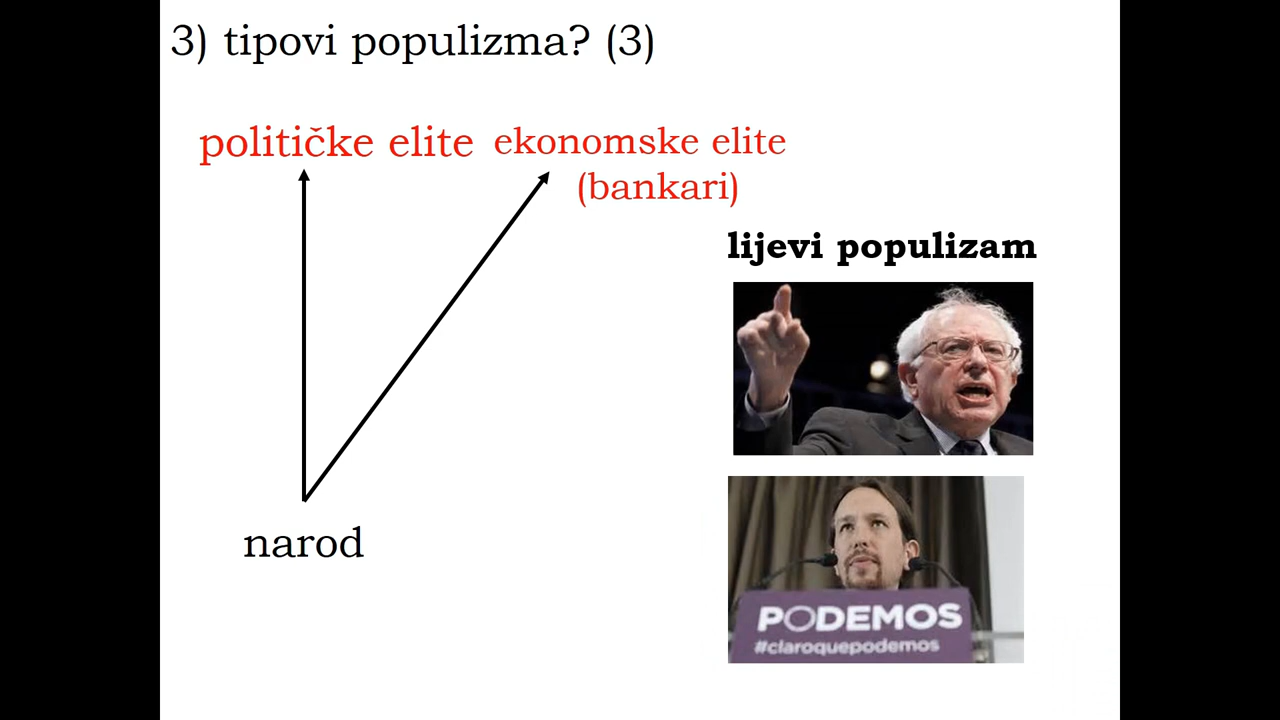 3) tipovi populizma? (3)
političke elite ekonomske elite
(bankari)
lijevi populizam
narod
PODEMOS
#claroquepodemos